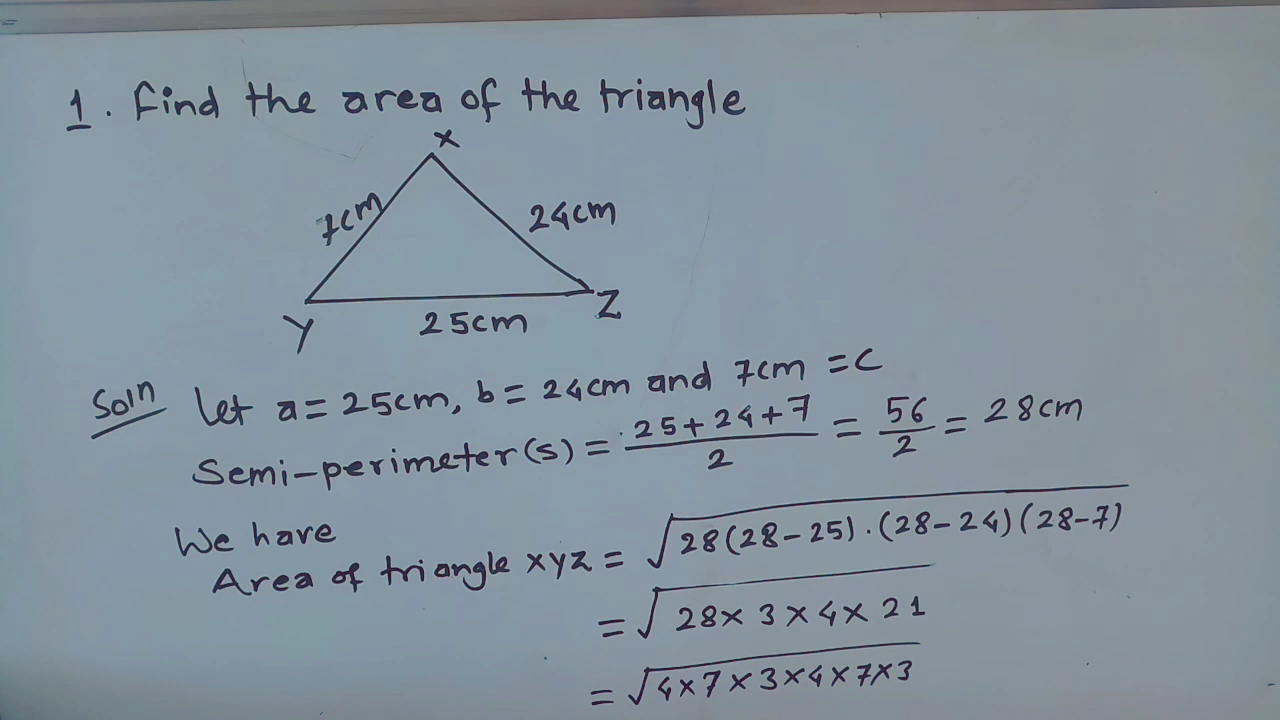 1. Find the area of the triangle
X
7cm
24cm
Y
Z
25cm
Soln Let a = 25cm, b = 24cm and 7cm = C
Semi-perimeter(s) = 25+24+7/2 = 56/2 = 28cm
We have
Area of triangle xyz = √28(28-25).(28-24)(28-7)
= √28×3×4×21
= √4×7×3×4×7×3